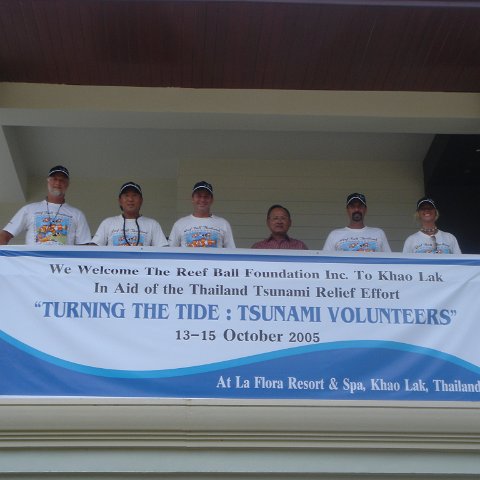 We Welcome The Reef Ball Foundation Inc. To Khao Lak
In Aid of the Thailand Tsunami Relief Effort
"TURNING THE TIDE : TSUNAMI VOLUNTEERS"
13-15 October 2005
At La Flora Resort & Spa, Khao Lak, Thailand